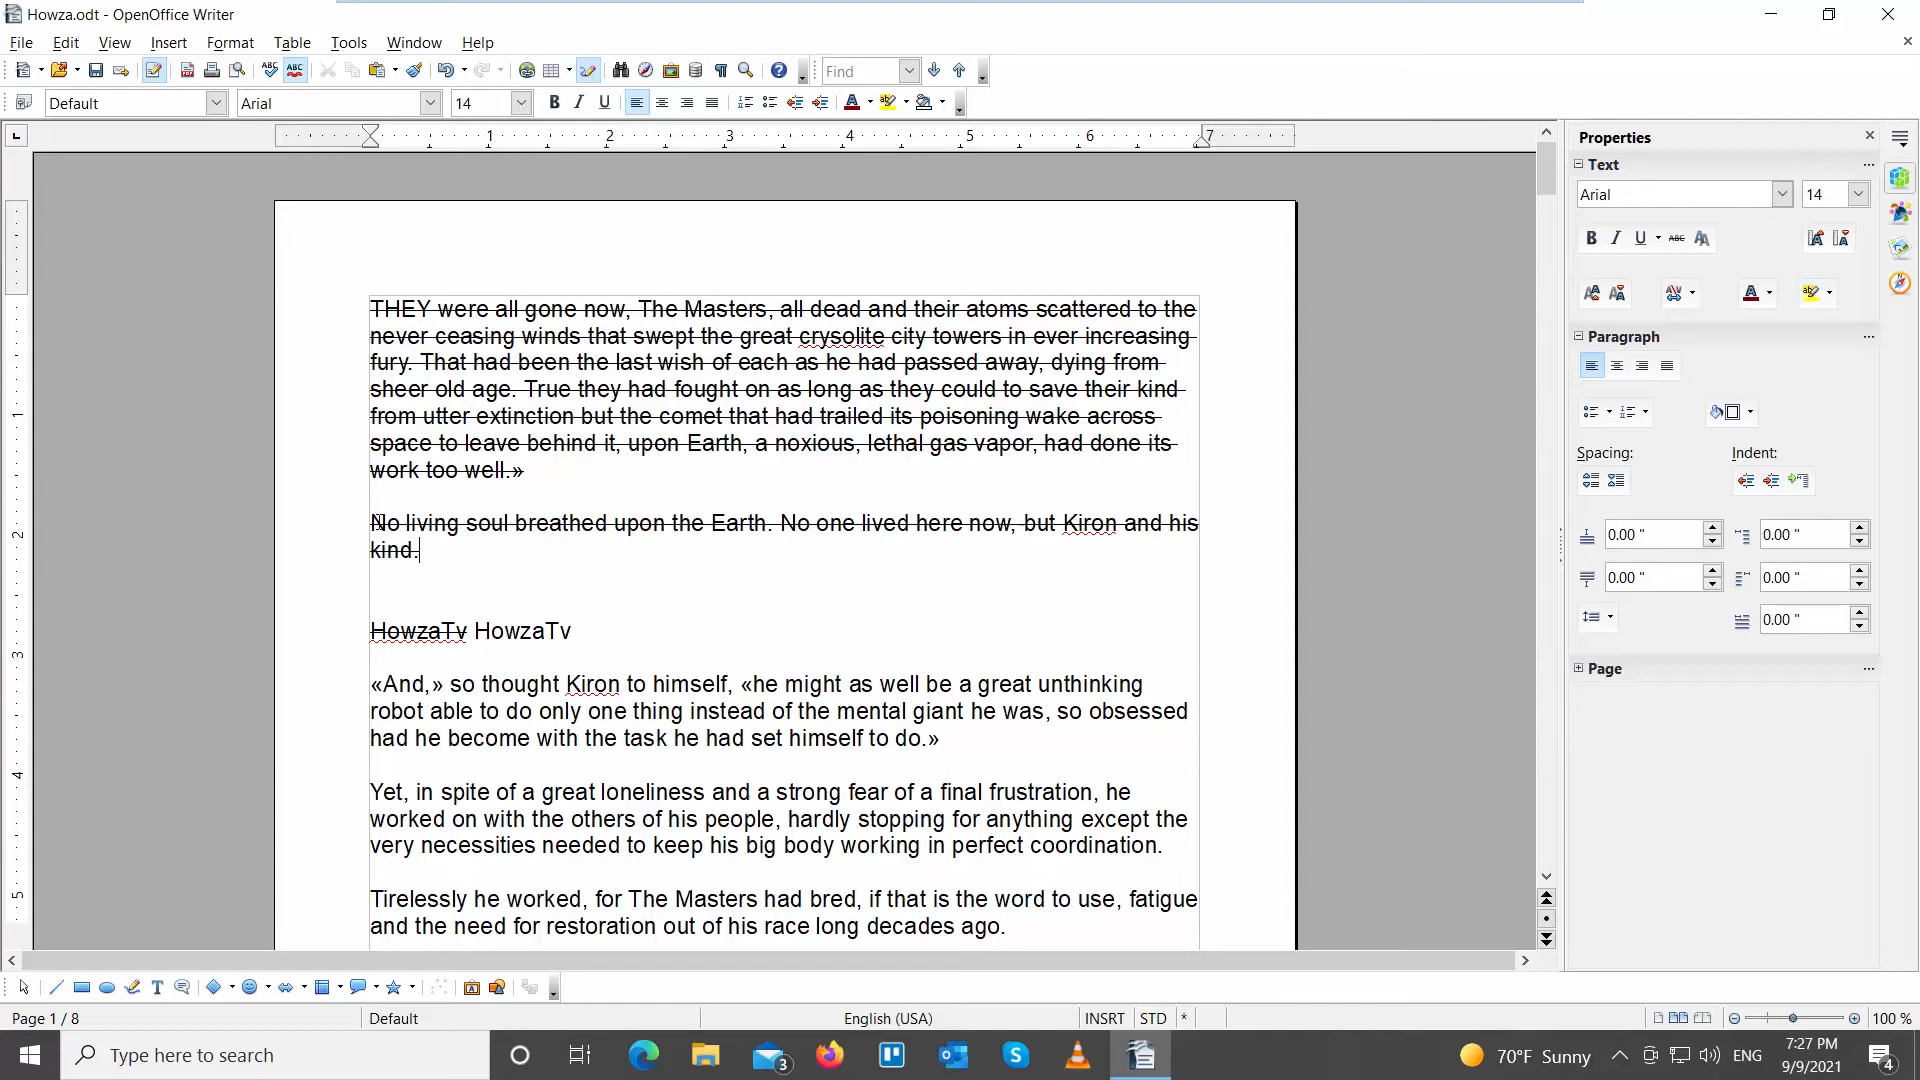 Howza.odt - OpenOffice Writer
File Edit View Insert Format Table Tools Window Help
Find
Default Arial 14
1 2 3 4 5 6 7
THEY were all gone now, The Masters, all dead and their atoms scattered to the
never ceasing winds that swept the great crysolite city towers in ever increasing
fury. That had been the last wish of each as he had passed away, dying from
sheer old age. True they had fought on as long as they could to save their kind
from utter extinction but the comet that had trailed its poisoning wake across
space to leave behind it, upon Earth, a noxious, lethal gas vapor, had done its
work too well.»
No living soul breathed upon the Earth. No one lived here now, but Kiron and his
kind.
HowzaTv HowzaTv
«And,» so thought Kiron to himself, «he might as well be a great unthinking
robot able to do only one thing instead of the mental giant he was, so obsessed
had he become with the task he had set himself to do.»
Yet, in spite of a great loneliness and a strong fear of a final frustration, he
worked on with the others of his people, hardly stopping for anything except the
very necessities needed to keep his big body working in perfect coordination.
Tirelessly he worked, for The Masters had bred, if that is the word to use, fatigue
and the need for restoration out of his race long decades ago.
1
2
3
4
5
Properties
Text
Arial 14
Paragraph
Spacing: Indent:
0.00 " 0.00 "
0.00 " 0.00 "
0.00 "
Page
Page 1 / 8 Default English (USA) INSRT STD * 100 %
Type here to search
3
70°F Sunny ENG 7:27 PM
9/9/2021
4